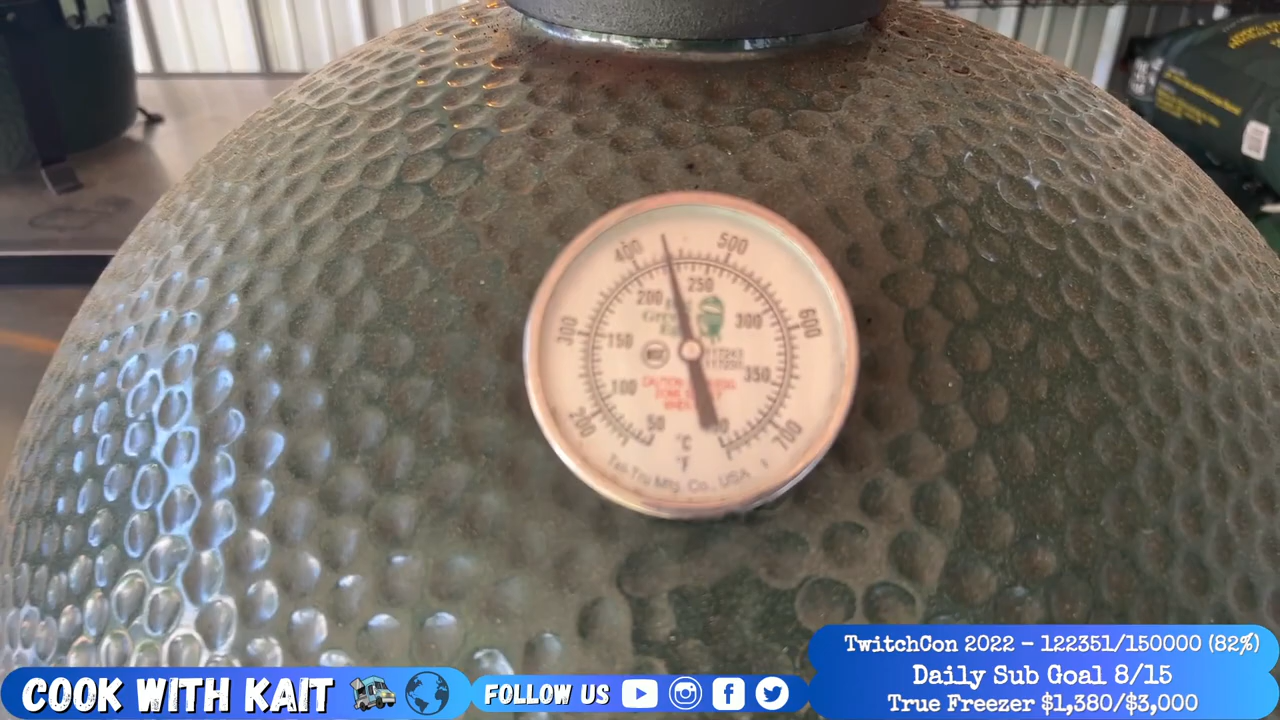 400
500
300
600
200
700
250
200
300
150
350
100
50
Green
NSF
°C
°F
Tel-Tru Mfg. Co., USA
COOK WITH KAIT
FOLLOW US
TwitchCon 2022 - 122351/150000 (82%)
Daily Sub Goal 8/15
True Freezer $1,380/$3,000